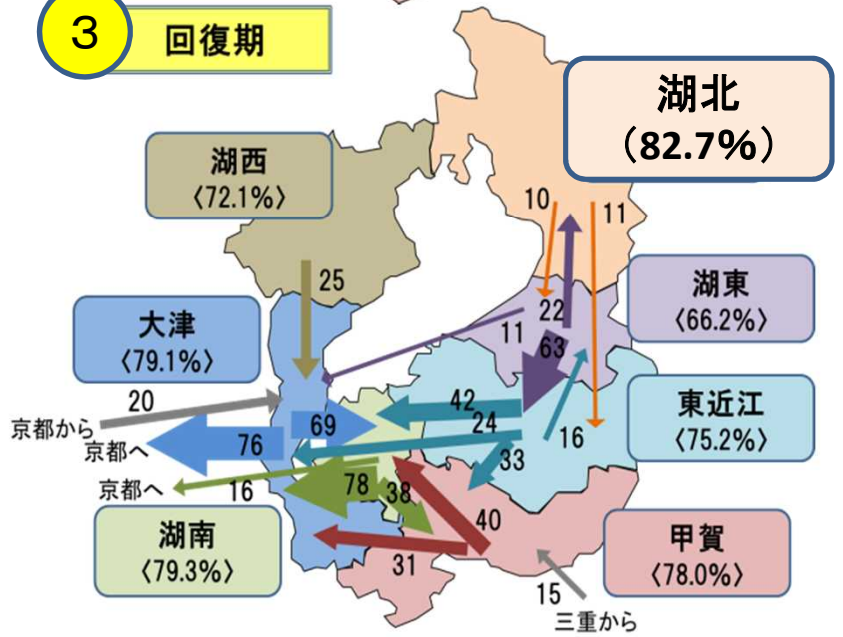 3
回復期
湖北
（82.7%）
湖西
〈72.1%〉
10
11
湖東
〈66.2%〉
25
22
11
63
大津
〈79.1%〉
東近江
〈75.2%〉
20
京都から
京都へ
76
69
42
24
16
33
京都へ
16
78
38
40
湖南
〈79.3%〉
甲賀
〈78.0%〉
31
15
三重から